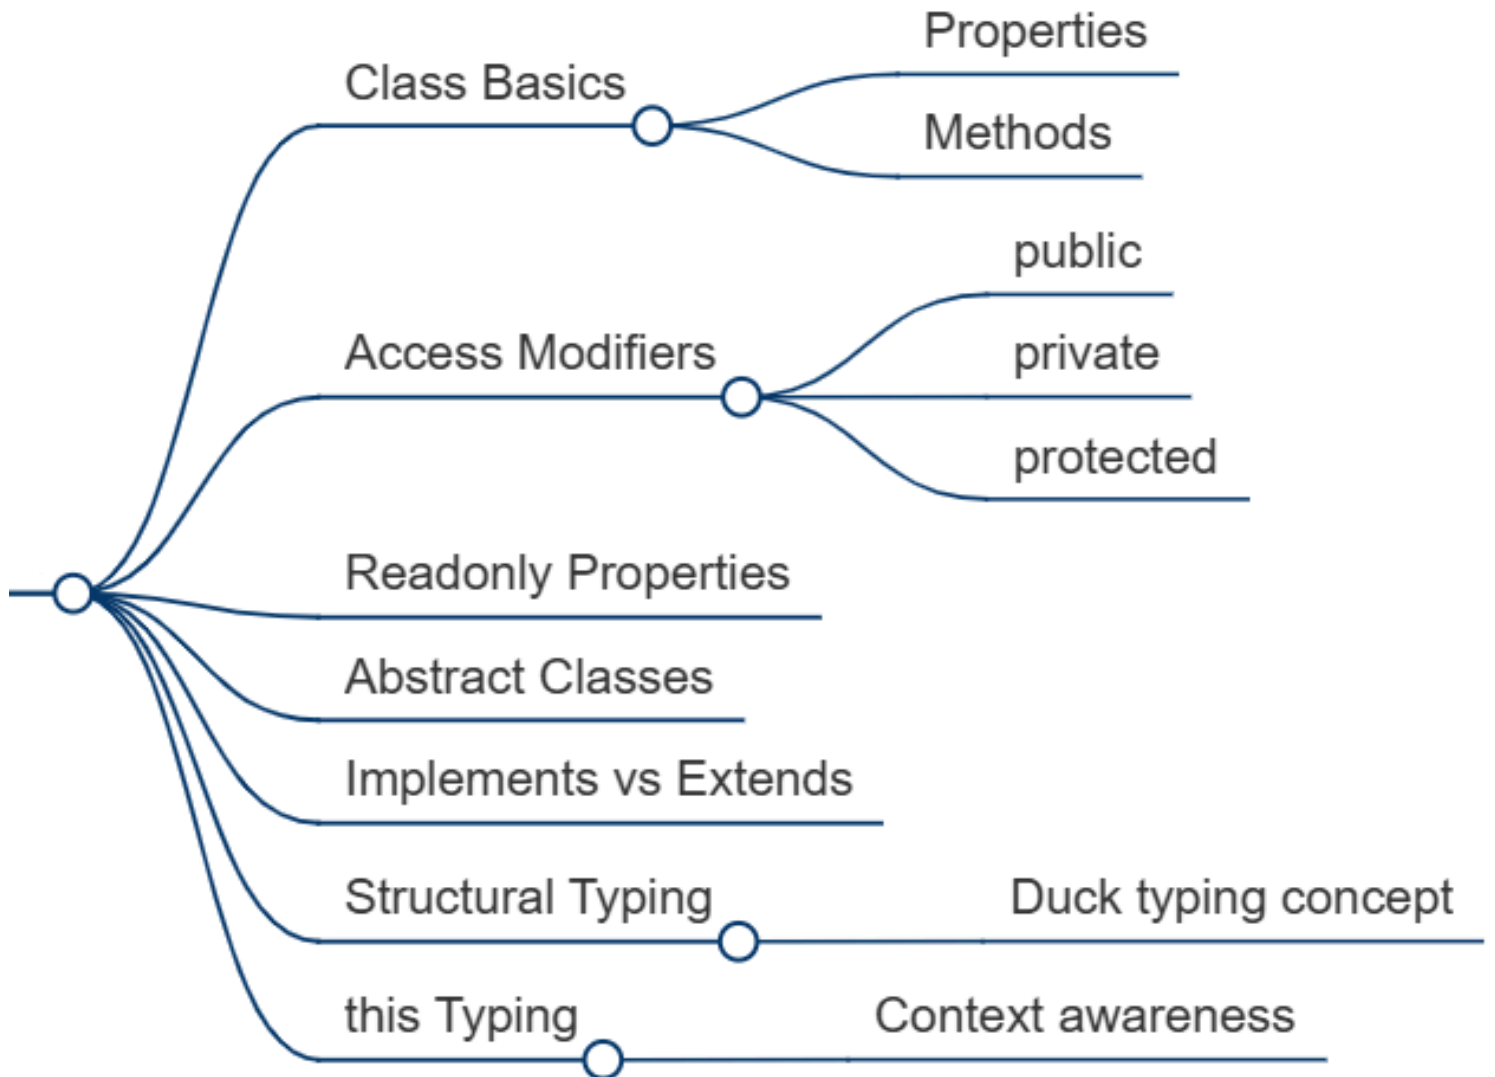 Class Basics
Properties
Methods
Access Modifiers
public
private
protected
Readonly Properties
Abstract Classes
Implements vs Extends
Structural Typing
Duck typing concept
this Typing
Context awareness